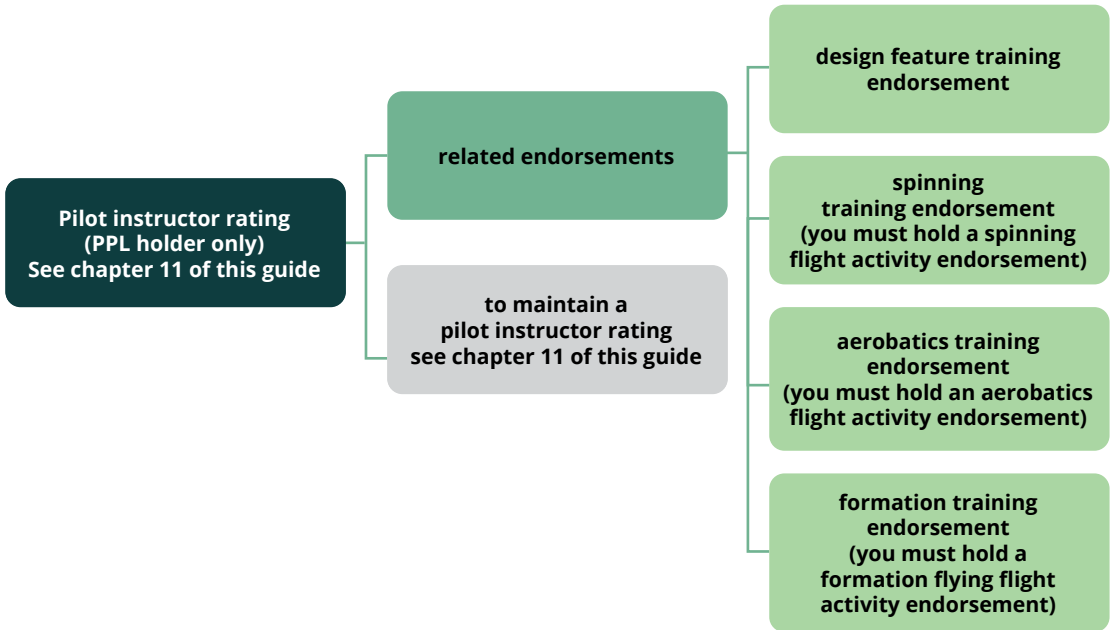 Pilot instructor rating
(PPL holder only)
See chapter 11 of this guide
related endorsements
to maintain a
pilot instructor rating
see chapter 11 of this guide
design feature training
endorsement
spinning
training endorsement
(you must hold a spinning
flight activity endorsement)
aerobatics training
endorsement
(you must hold an aerobatics
flight activity endorsement)
formation training
endorsement
(you must hold a
formation flying flight
activity endorsement)